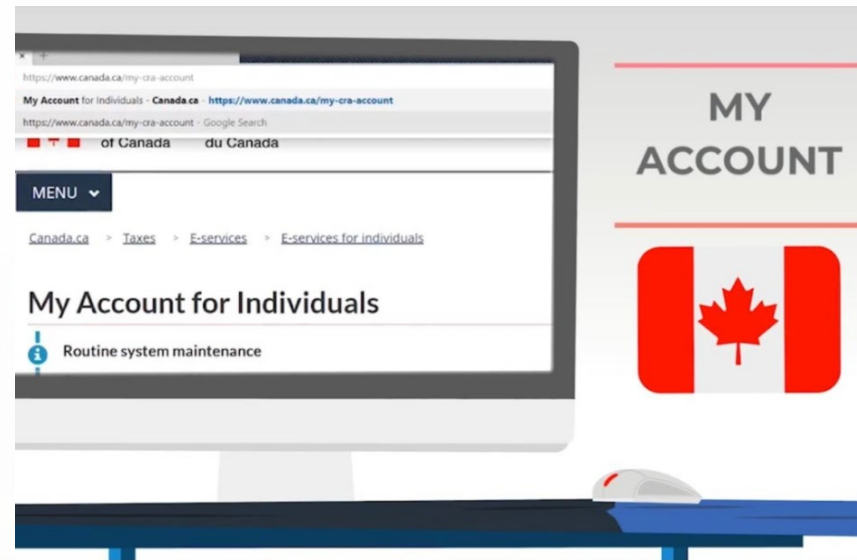 × +
https://www.canada.ca/my-cra-account
My Account for Individuals - Canada.ca - https://www.canada.ca/my-cra-account
https://www.canada.ca/my-cra-account - Google Search
of Canada du Canada
MENU
Canada.ca > Taxes > E-services > E-services for individuals
My Account for Individuals
Routine system maintenance
MY
ACCOUNT